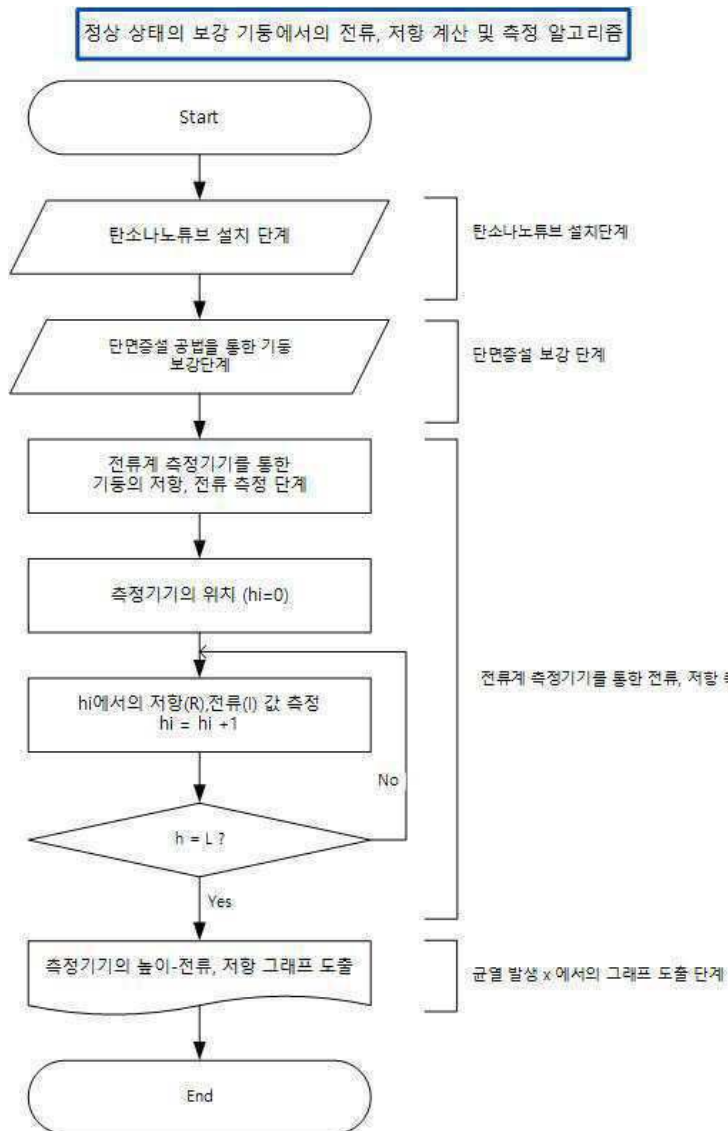 정상 상태의 보강 기둥에서의 전류, 저항 계산 및 측정 알고리즘
Start
탄소나노튜브 설치 단계
탄소나노튜브 설치단계
단면증설 공법을 통한 기둥
보강단계
단면증설 보강 단계
전류계 측정기기를 통한
기둥의 저항, 전류 측정 단계
측정기기의 위치 (hi=0)
hi에서의 저항(R),전류(I) 값 측정
hi = hi +1
전류계 측정기기를 통한 전류, 저항
No
h = L ?
Yes
측정기기의 높이-전류, 저항 그래프 도출
균열 발생 x 에서의 그래프 도출 단계
End